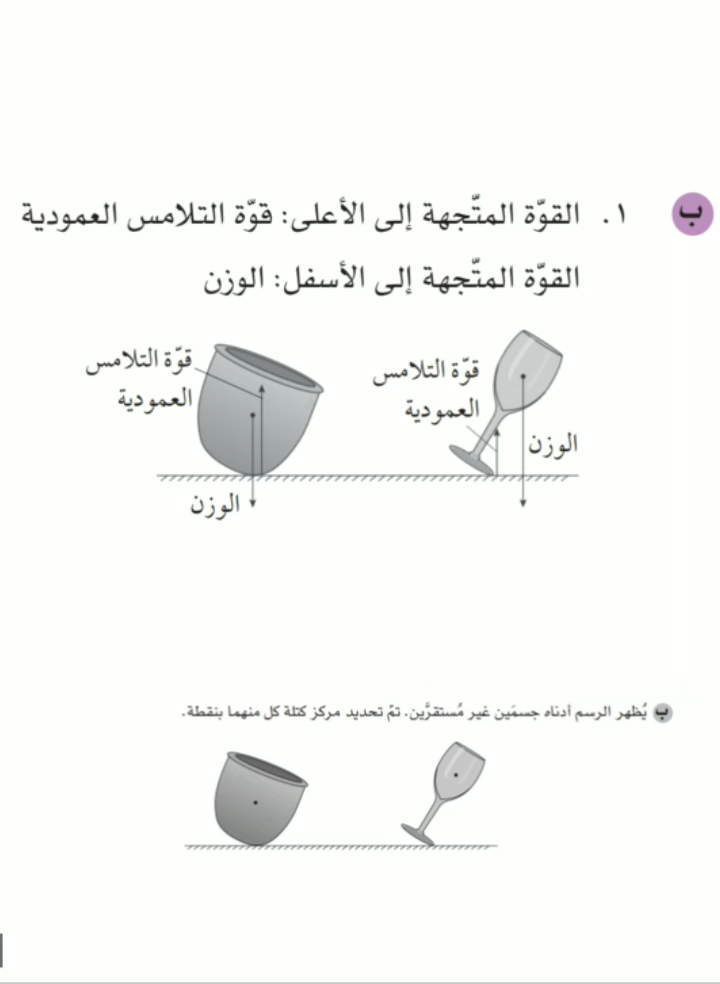 ب ١. القوّة المتّجهة إلى الأعلى: قوّة التلامس العمودية
القوّة المتّجهة إلى الأسفل: الوزن
قوّة التلامس
العمودية
الوزن
قوّة التلامس
العمودية
الوزن
ب يُظهر الرسم أدناه جسمَين غير مُستقرَّين. تمّ تحديد مركز كتلة كل منهما بنقطة.